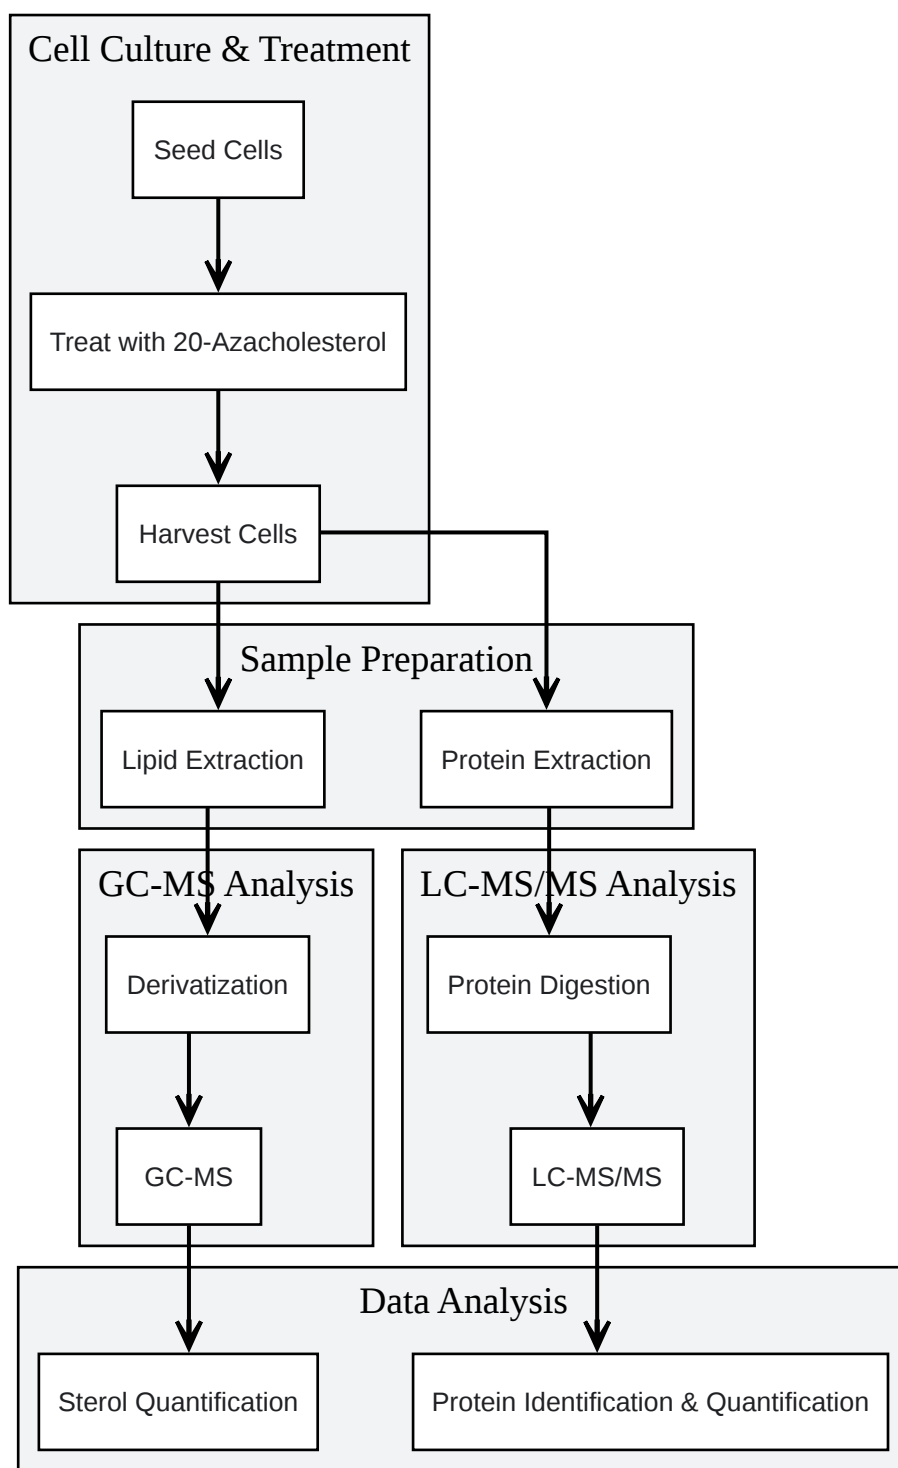 Cell Culture & Treatment
Seed Cells
Treat with 20-Azacholesterol
Harvest Cells
Sample Preparation
Lipid Extraction
Protein Extraction
GC-MS Analysis
LC-MS/MS Analysis
Derivatization
Protein Digestion
GC-MS
LC-MS/MS
Data Analysis
Sterol Quantification
Protein Identification & Quantification